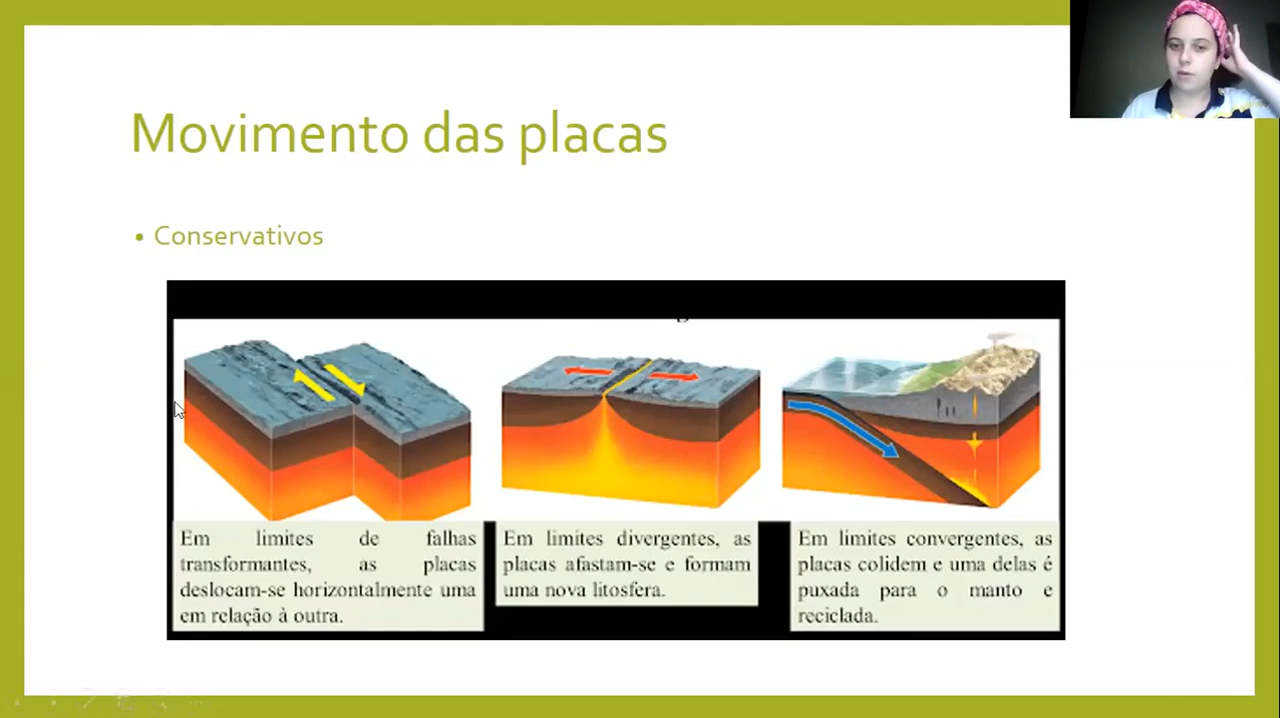 Movimento das placas
• Conservativos
Em limites de falhas
transformantes, as placas
deslocam-se horizontalmente uma
em relação à outra.
Em limites divergentes, as
placas afastam-se e formam
uma nova litosfera.
Em limites convergentes, as
placas colidem e uma delas é
puxada para o manto e
reciclada.